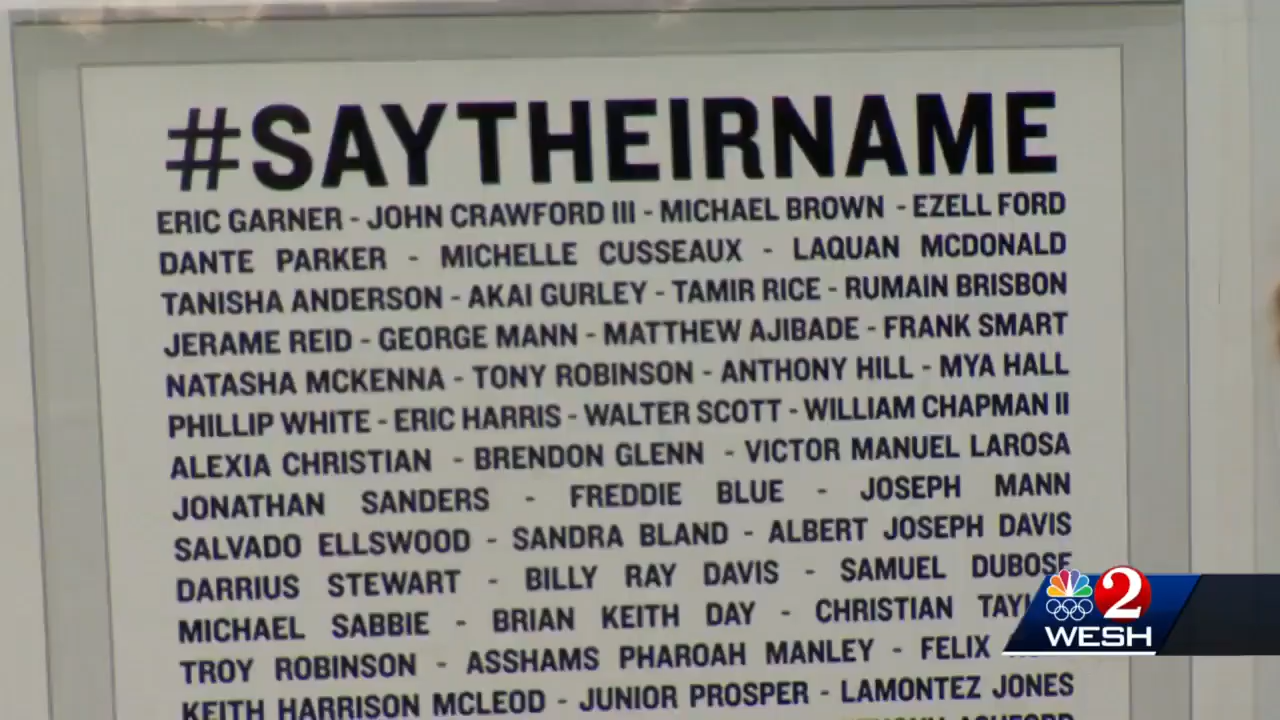 #SAYTHEIRNAME
ERIC GARNER - JOHN CRAWFORD III - MICHAEL BROWN - EZELL FORD
DANTE PARKER - MICHELLE CUSSEAUX - LAQUAN MCDONALD
TANISHA ANDERSON - AKAI GURLEY - TAMIR RICE - RUMAIN BRISBON
JERAME REID - GEORGE MANN - MATTHEW AJIBADE - FRANK SMART
NATASHA MCKENNA - TONY ROBINSON - ANTHONY HILL - MYA HALL
PHILLIP WHITE - ERIC HARRIS - WALTER SCOTT - WILLIAM CHAPMAN II
ALEXIA CHRISTIAN - BRENDON GLENN - VICTOR MANUEL LAROSA
JONATHAN SANDERS - FREDDIE BLUE - JOSEPH MANN
SALVADO ELLSWOOD - SANDRA BLAND - ALBERT JOSEPH DAVIS
DARRIUS STEWART - BILLY RAY DAVIS - SAMUEL DUBOSE
MICHAEL SABBIE - BRIAN KEITH DAY - CHRISTIAN
TROY ROBINSON - ASSHAMS PHAROAH MANLEY - FELIX
KEITH HARRISON MCLEOD - JUNIOR PROSPER - LAMONTEZ JONES
2
WESH